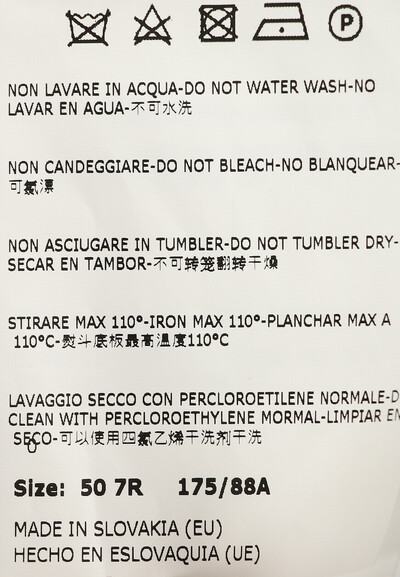 P
NON LAVARE IN ACQUA-DO NOT WATER WASH-NO
LAVAR EN AGUA-不可水洗
NON CANDEGGIARE-DO NOT BLEACH-NO BLANQUEAR-
可氯漂
NON ASCIUGARE IN TUMBLER-DO NOT TUMBLER DRY-
SECAR EN TAMBOR-不可转笼翻转干燥
STIRARE MAX 110°-IRON MAX 110°-PLANCHAR MAX A
110°C-熨斗底板最高温度110°C
LAVAGGIO SECCO CON PERCLOROETILENE NORMALE-D
CLEAN WITH PERCLOROETHYLENE MORMAL-LIMPIAR EN
SECO-可以使用四氯乙烯干洗剂干洗
Size: 50 7R 175/88A
MADE IN SLOVAKIA (EU)
HECHO EN ESLOVAQUIA (UE)